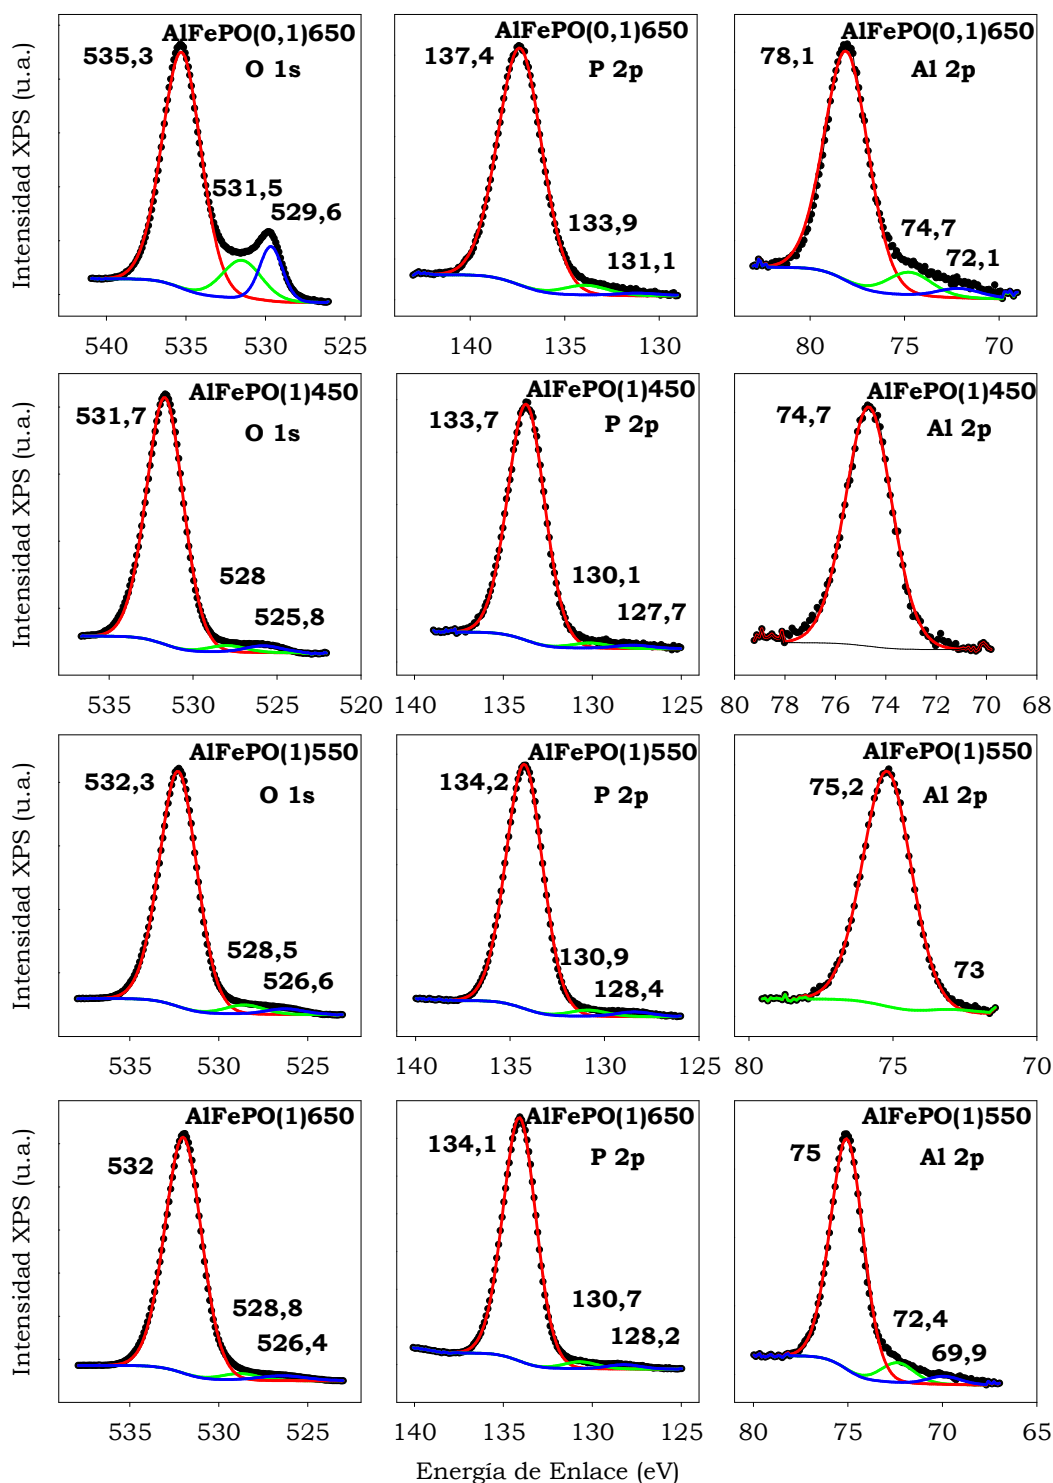 Intensidad XPS (u.a.)
AlFePO(0,1)650
O 1s
535,3
531,5
529,6
540 535 530 525
AlFePO(0,1)650
P 2p
137,4
133,9
131,1
140 135 130
AlFePO(0,1)650
Al 2p
78,1
74,7
72,1
80 75 70
Intensidad XPS (u.a.)
AlFePO(1)450
O 1s
531,7
528
525,8
535 530 525 520
AlFePO(1)450
P 2p
133,7
130,1
127,7
140 135 130 125
AlFePO(1)450
Al 2p
74,7
80 78 76 74 72 70 68
Intensidad XPS (u.a.)
AlFePO(1)550
O 1s
532,3
528,5
526,6
535 530 525
AlFePO(1)550
P 2p
134,2
130,9
128,4
140 135 130 125
AlFePO(1)550
Al 2p
75,2
73
80 75 70
Intensidad XPS (u.a.)
AlFePO(1)650
O 1s
532
528,8
526,4
535 530 525
AlFePO(1)650
P 2p
134,1
130,7
128,2
140 135 130 125
AlFePO(1)550
Al 2p
75
72,4
69,9
80 75 70 65
Energía de Enlace (eV)